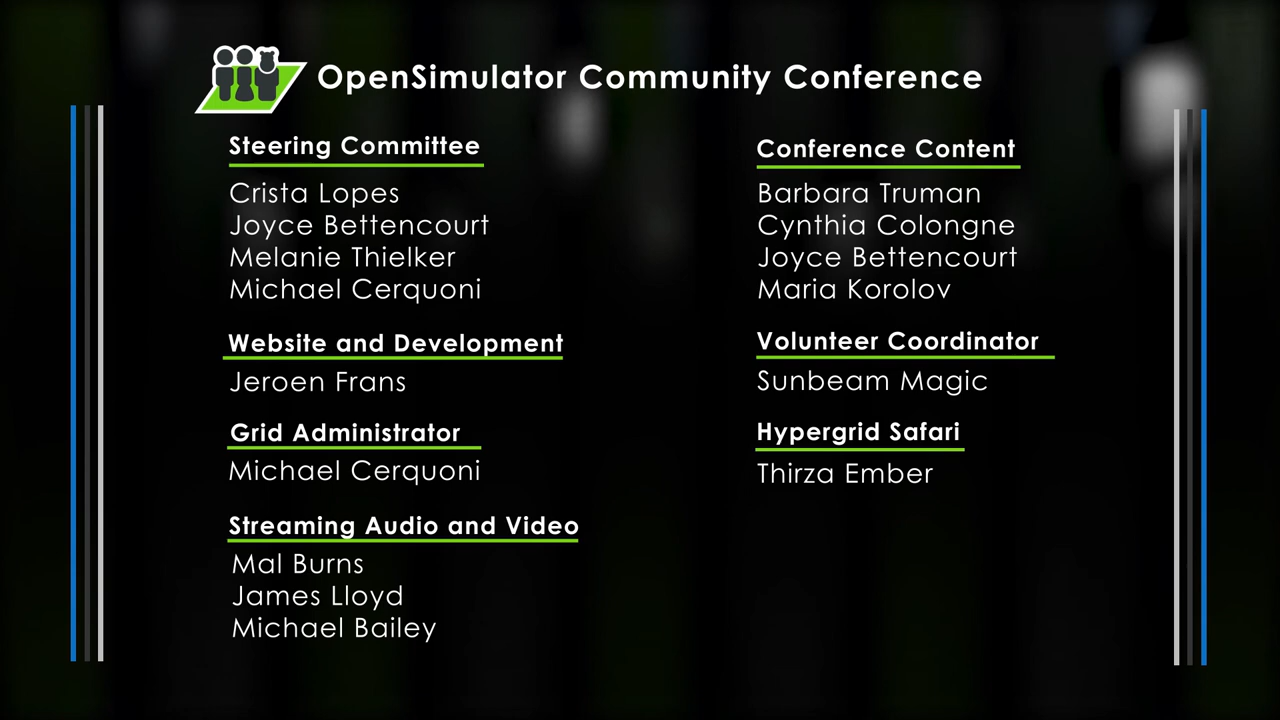 OpenSimulator Community Conference
Steering Committee
Crista Lopes
Joyce Bettencourt
Melanie Thielker
Michael Cerquoni
Website and Development
Jeroen Frans
Grid Administrator
Michael Cerquoni
Streaming Audio and Video
Mal Burns
James Lloyd
Michael Bailey
Conference Content
Barbara Truman
Cynthia Colongne
Joyce Bettencourt
Maria Korolov
Volunteer Coordinator
Sunbeam Magic
Hypergrid Safari
Thirza Ember